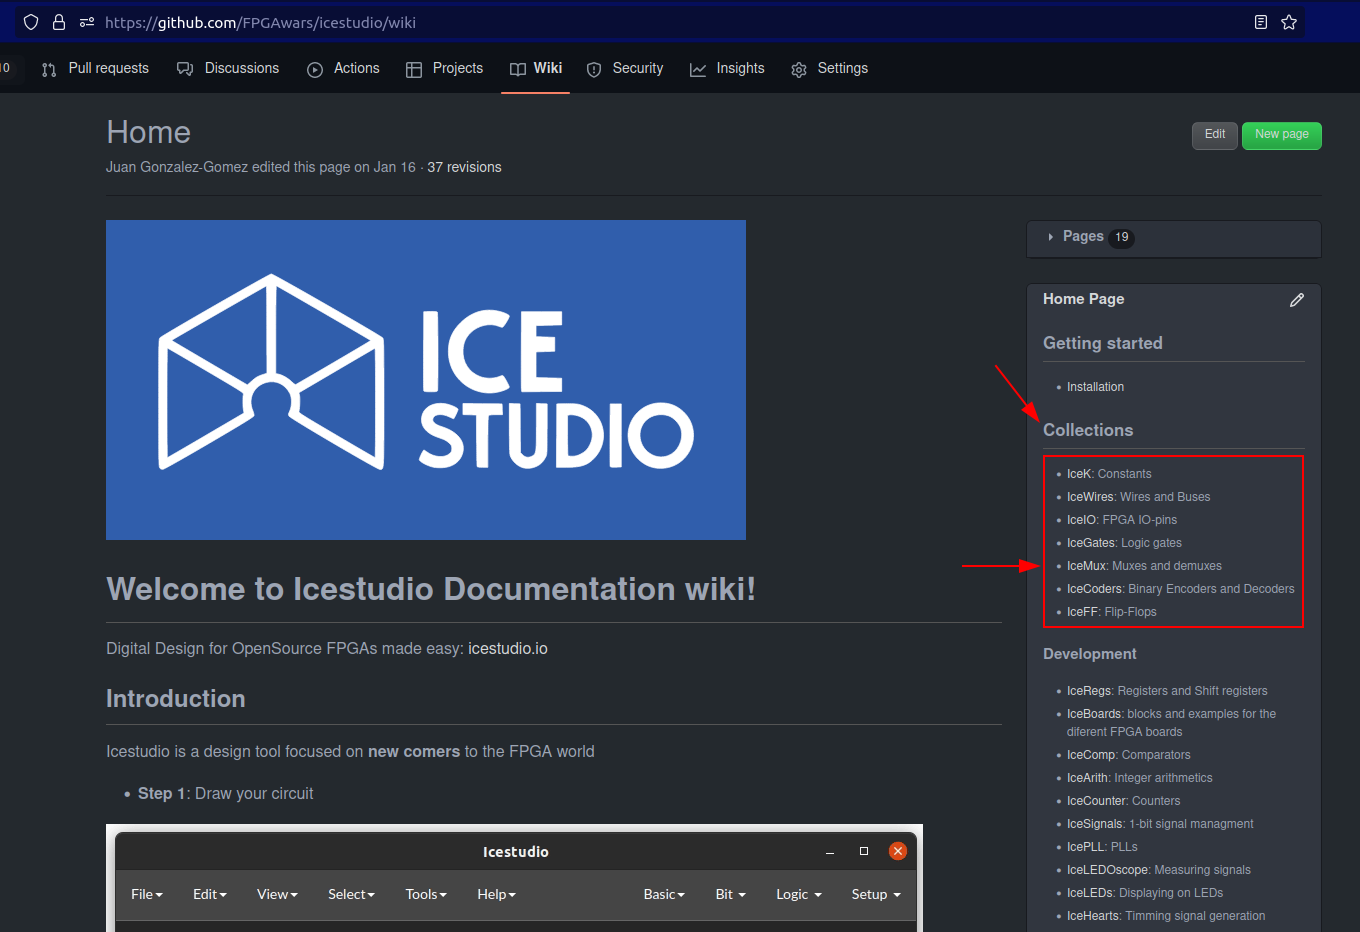 https://github.com/FPGAwars/icestudio/wiki
10 Pull requests Discussions Actions Projects Wiki Security Insights Settings
Home
Edit New page
Juan Gonzalez-Gomez edited this page on Jan 16 · 37 revisions
ICE
STUDIO
Welcome to Icestudio Documentation wiki!
Digital Design for OpenSource FPGAs made easy: icestudio.io
Introduction
Icestudio is a design tool focused on new comers to the FPGA world
• Step 1: Draw your circuit
Icestudio
File Edit View Select Tools Help Basic Bit Logic Setup
Pages 19
Home Page
Getting started
• Installation
Collections
• IceK: Constants
• IceWires: Wires and Buses
• IceIO: FPGA IO-pins
• IceGates: Logic gates
• IceMux: Muxes and demuxes
• IceCoders: Binary Encoders and Decoders
• IceFF: Flip-Flops
Development
• IceRegs: Registers and Shift registers
• IceBoards: blocks and examples for the
diferent FPGA boards
• IceComp: Comparators
• IceArith: Integer arithmetics
• IceCounter: Counters
• IceSignals: 1-bit signal managment
• IcePLL: PLLs
• IceLEDOscope: Measuring signals
• IceLEDs: Displaying on LEDs
• IceHearts: Timming signal generation